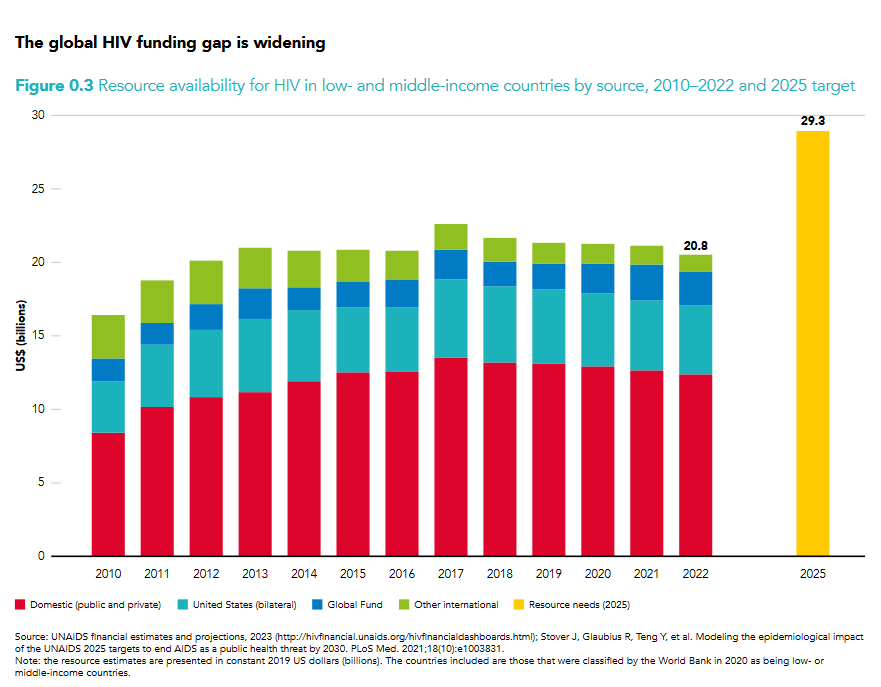 The global HIV funding gap is widening
Figure 0.3 Resource availability for HIV in low- and middle-income countries by source, 2010–2022 and 2025 target
30
25
20
15
10
5
0
US$ (billions)
29.3
20.8
2010 2011 2012 2013 2014 2015 2016 2017 2018 2019 2020 2021 2022 2025
Domestic (public and private) United States (bilateral) Global Fund Other international Resource needs (2025)
Source: UNAIDS financial estimates and projections, 2023 (http://hivfinancial.unaids.org/hivfinancialdashboards.html); Stover J, Glaubius R, Teng Y, et al. Modeling the epidemiological impact
of the UNAIDS 2025 targets to end AIDS as a public health threat by 2030. PLoS Med. 2021;18(10):e1003831.
Note: the resource estimates are presented in constant 2019 US dollars (billions). The countries included are those that were classified by the World Bank in 2020 as being low- or
middle-income countries.